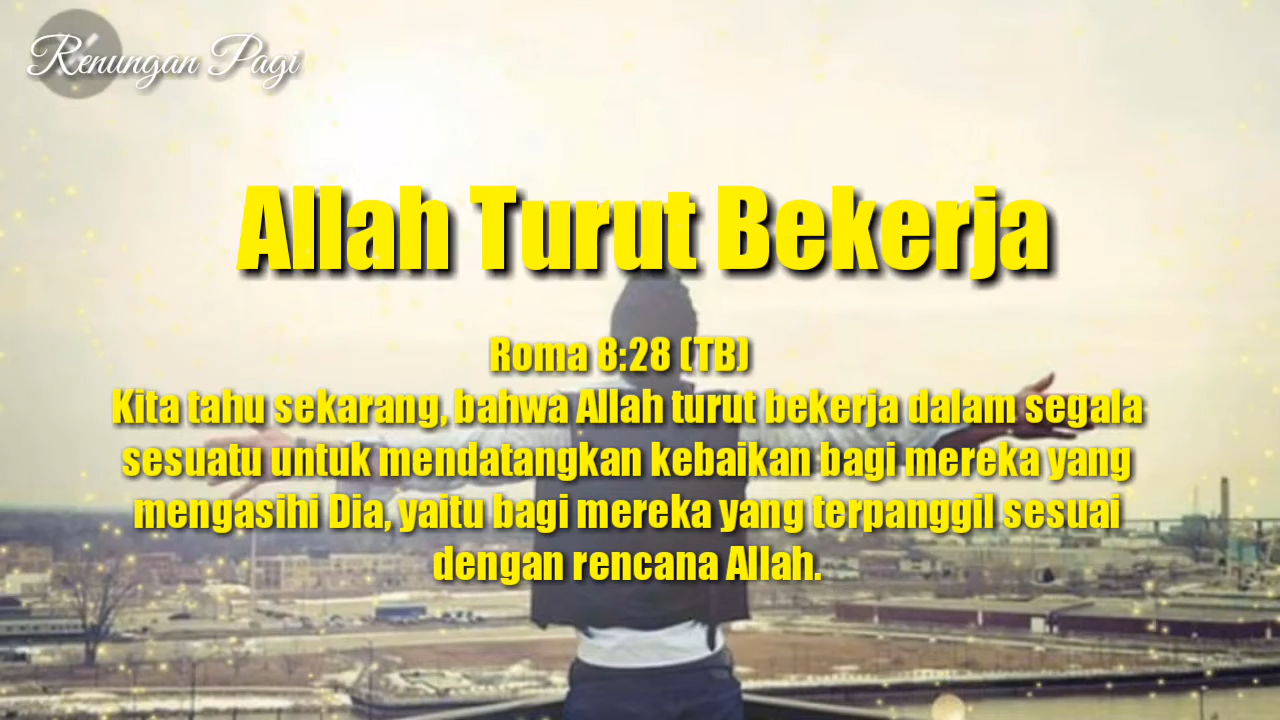 Renungan Pagi
Allah Turut Bekerja
Roma 8:28 (TB)
Kita tahu sekarang, bahwa Allah turut bekerja dalam segala
sesuatu untuk mendatangkan kebaikan bagi mereka yang
mengasihi Dia, yaitu bagi mereka yang terpanggil sesuai
dengan rencana Allah.